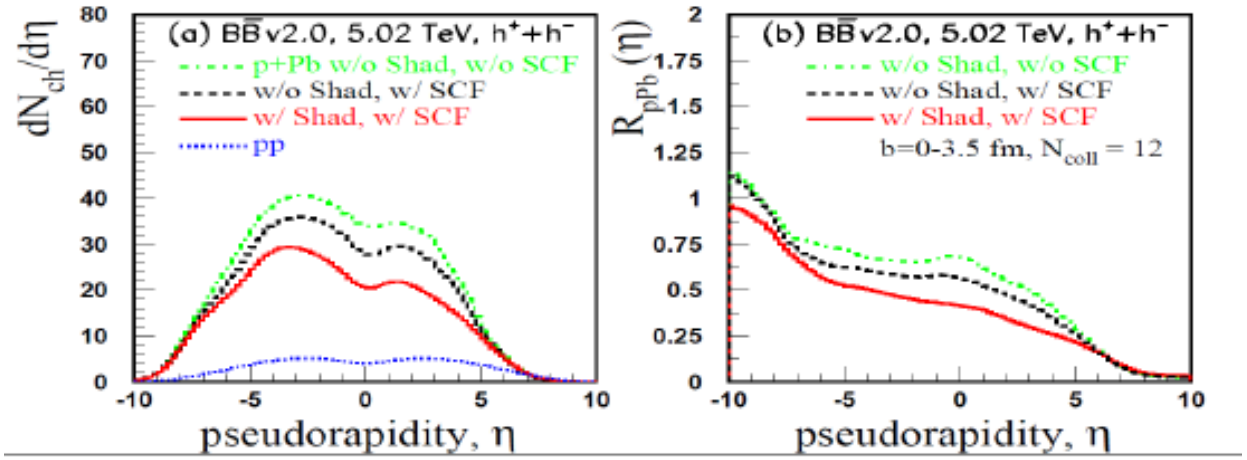 80
70
60
50
40
30
20
10
0
dN_ch/dη
(a) BB̅ v2.0, 5.02 TeV, h⁺+h⁻
p+Pb w/o Shad, w/o SCF
w/o Shad, w/ SCF
w/ Shad, w/ SCF
pp
-10 -5 0 5 10
pseudorapidity, η
2
1.75
1.5
1.25
1
0.75
0.5
0.25
0
R_pPb (η)
(b) BB̅ v2.0, 5.02 TeV, h⁺+h⁻
w/o Shad, w/o SCF
w/o Shad, w/ SCF
w/ Shad, w/ SCF
b=0-3.5 fm, N_coll = 12
-10 -5 0 5 10
pseudorapidity, η